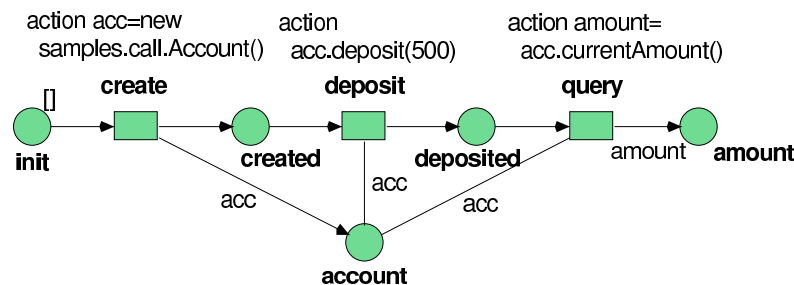 action acc=new
samples.call.Account()
action
acc.deposit(500)
action amount=
acc.currentAmount()
create
deposit
query
[]
init
created
deposited
amount
amount
acc
acc
acc
account